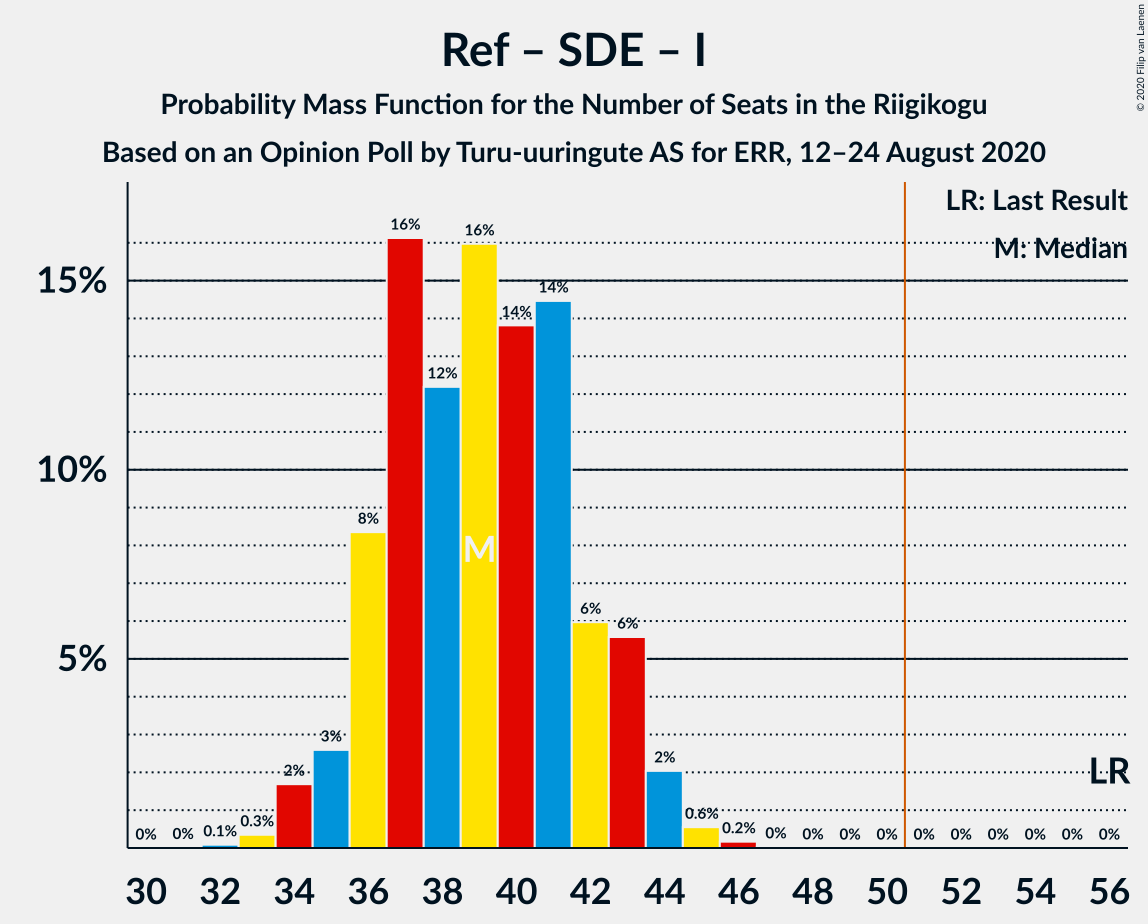 Ref – SDE – I
Probability Mass Function for the Number of Seats in the Riigikogu
Based on an Opinion Poll by Turu-uuringute AS for ERR, 12–24 August 2020
© 2020 Filip van Laenen
LR: Last Result
M: Median
15%
10%
5%
0% 0% 0.1% 0.3% 2% 3% 8% 16% 12% 16% 14% 14% 6% 6% 2% 0.6% 0.2% 0% 0% 0% 0% 0% 0% 0% 0% 0% 0%
M
LR
30 32 34 36 38 40 42 44 46 48 50 52 54 56